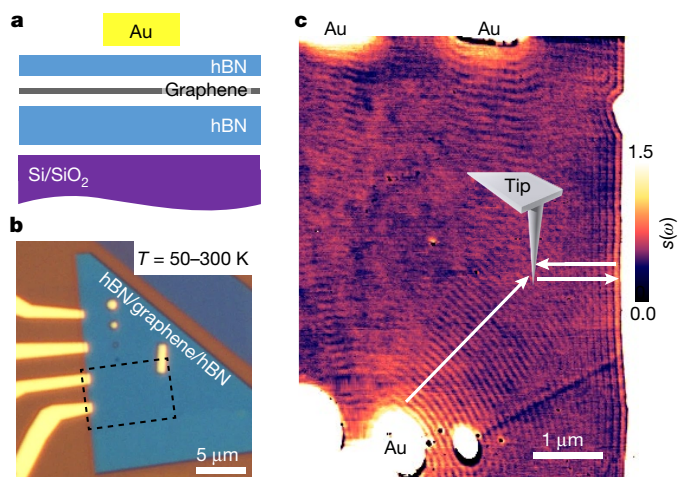 a
Au
hBN
Graphene
hBN
Si/SiO₂
b
T = 50–300 K
hBN/graphene/hBN
5 μm
c
Au
Au
Tip
Au
1 μm
1.5
s(ω)
0.0